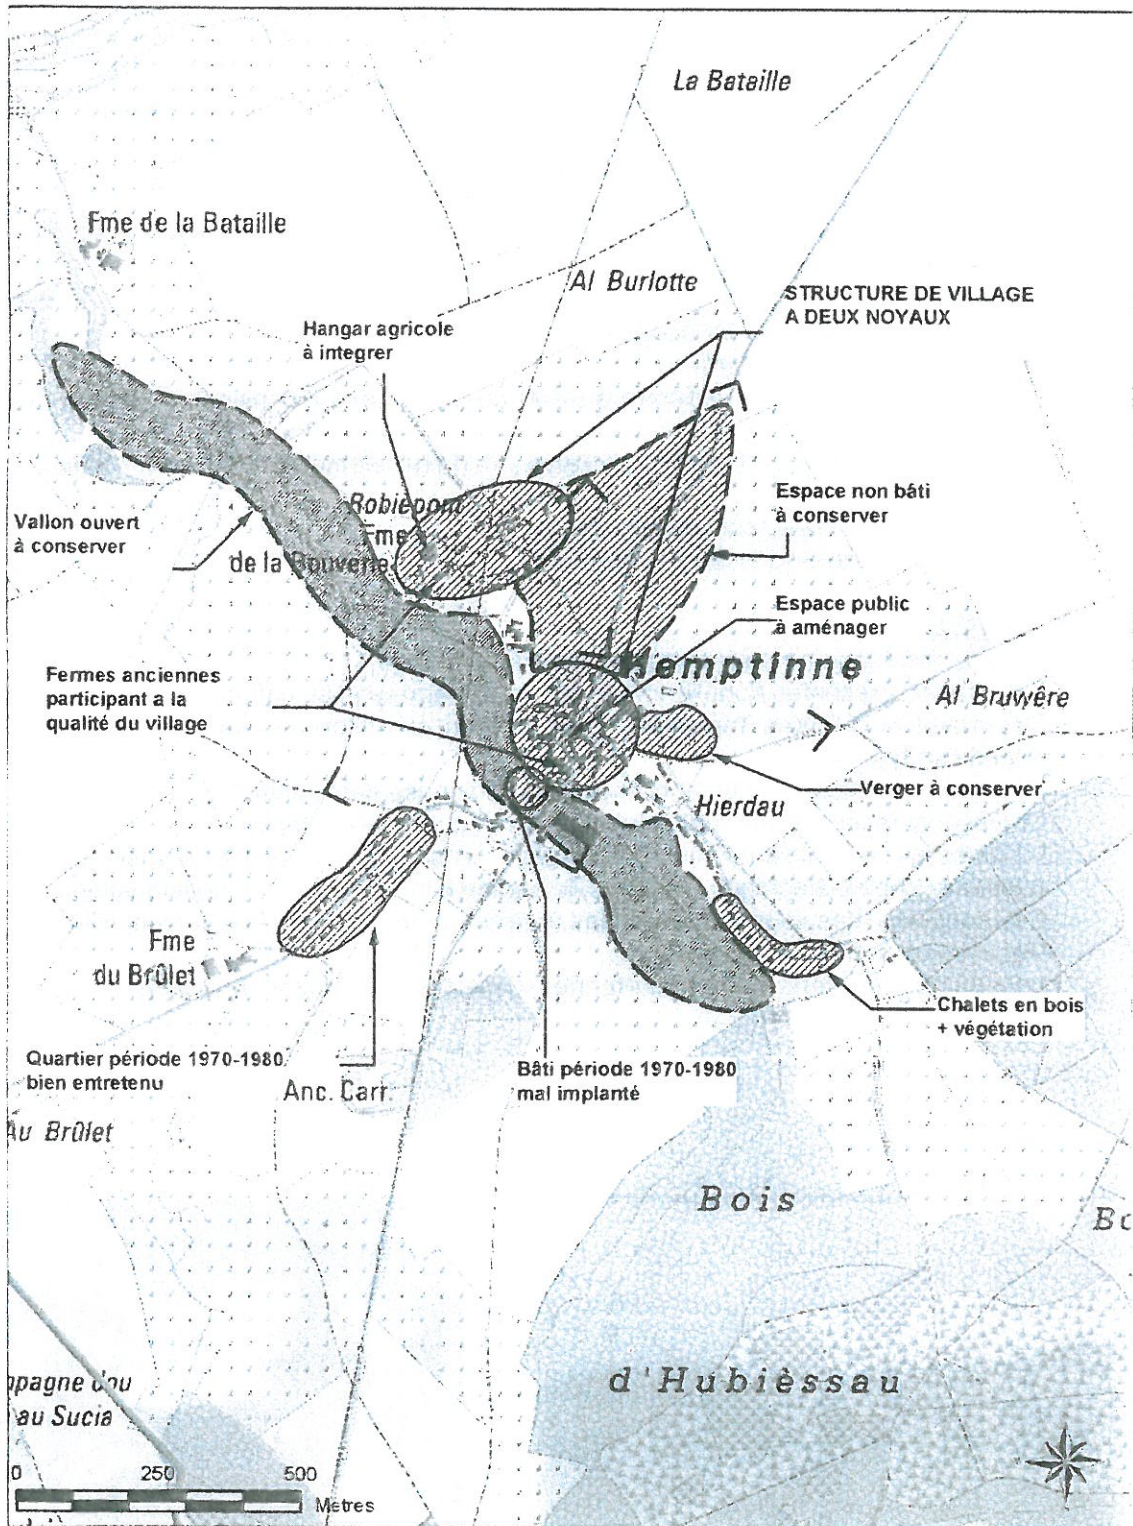 La Bataille
Fme de la Bataille
Al Burlotte
STRUCTURE DE VILLAGE
A DEUX NOYAUX
Hangar agricole
à integrer
Robiepont
Fme
de la Bouverie
Vallon ouvert
à conserver
Espace non bâti
à conserver
Espace public
à aménager
Hemptinne
Fermes anciennes
participant a la
qualité du village
Al Bruwêre
Verger à conserver
Hierdau
Fme
du Brûlet
Chalets en bois
+ végétation
Quartier période 1970-1980
bien entretenu
Bâti période 1970-1980
mal implanté
Anc. Carr.
Au Brûlet
Bois
Bo
d'Hubièssau
mpagne dou
au Sucia
0 250 500
Metres